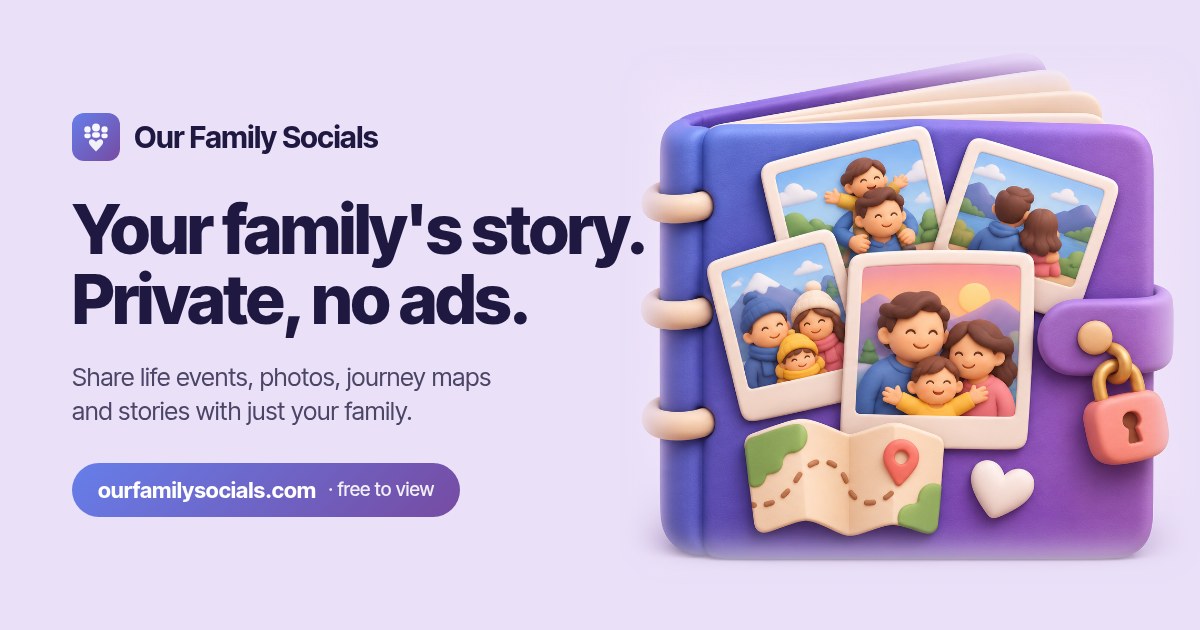 Our Family Socials
Your family's story.
Private, no ads.
Share life events, photos, journey maps
and stories with just your family.
ourfamilysocials.com · free to view